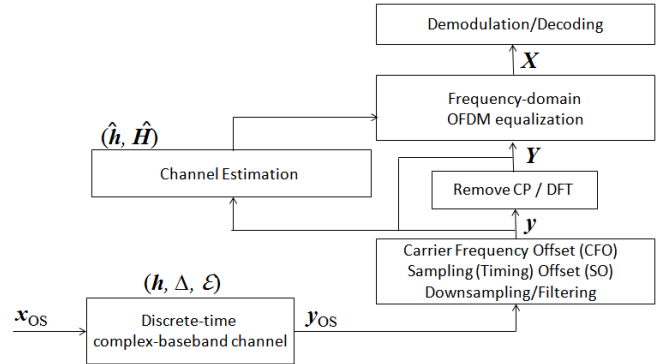 Demodulation/Decoding
X
Frequency-domain
OFDM equalization
(ĥ, Ĥ)
Channel Estimation
Y
Remove CP / DFT
y
Carrier Frequency Offset (CFO)
Sampling (Timing) Offset (SO)
Downsampling/Filtering
(h, Δ, ℰ)
x_OS
Discrete-time
complex-baseband channel
y_OS